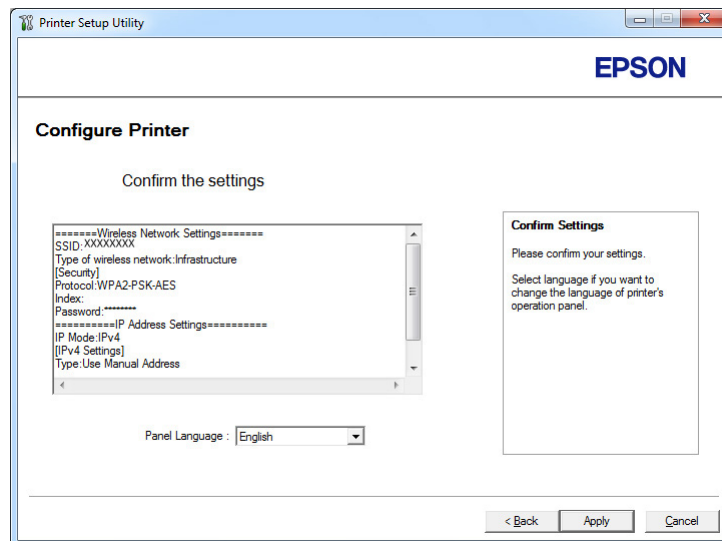 Printer Setup Utility
EPSON
Configure Printer
Confirm the settings
=======Wireless Network Settings=======
SSID:XXXXXXXX
Type of wireless network:Infrastructure
[Security]
Protocol:WPA2-PSK-AES
Index:
Password:********
==========IP Address Settings==========
IP Mode:IPv4
[IPv4 Settings]
Type:Use Manual Address
Confirm Settings
Please confirm your settings.
Select language if you want to
change the language of printer's
operation panel.
Panel Language : English
< Back Apply Cancel